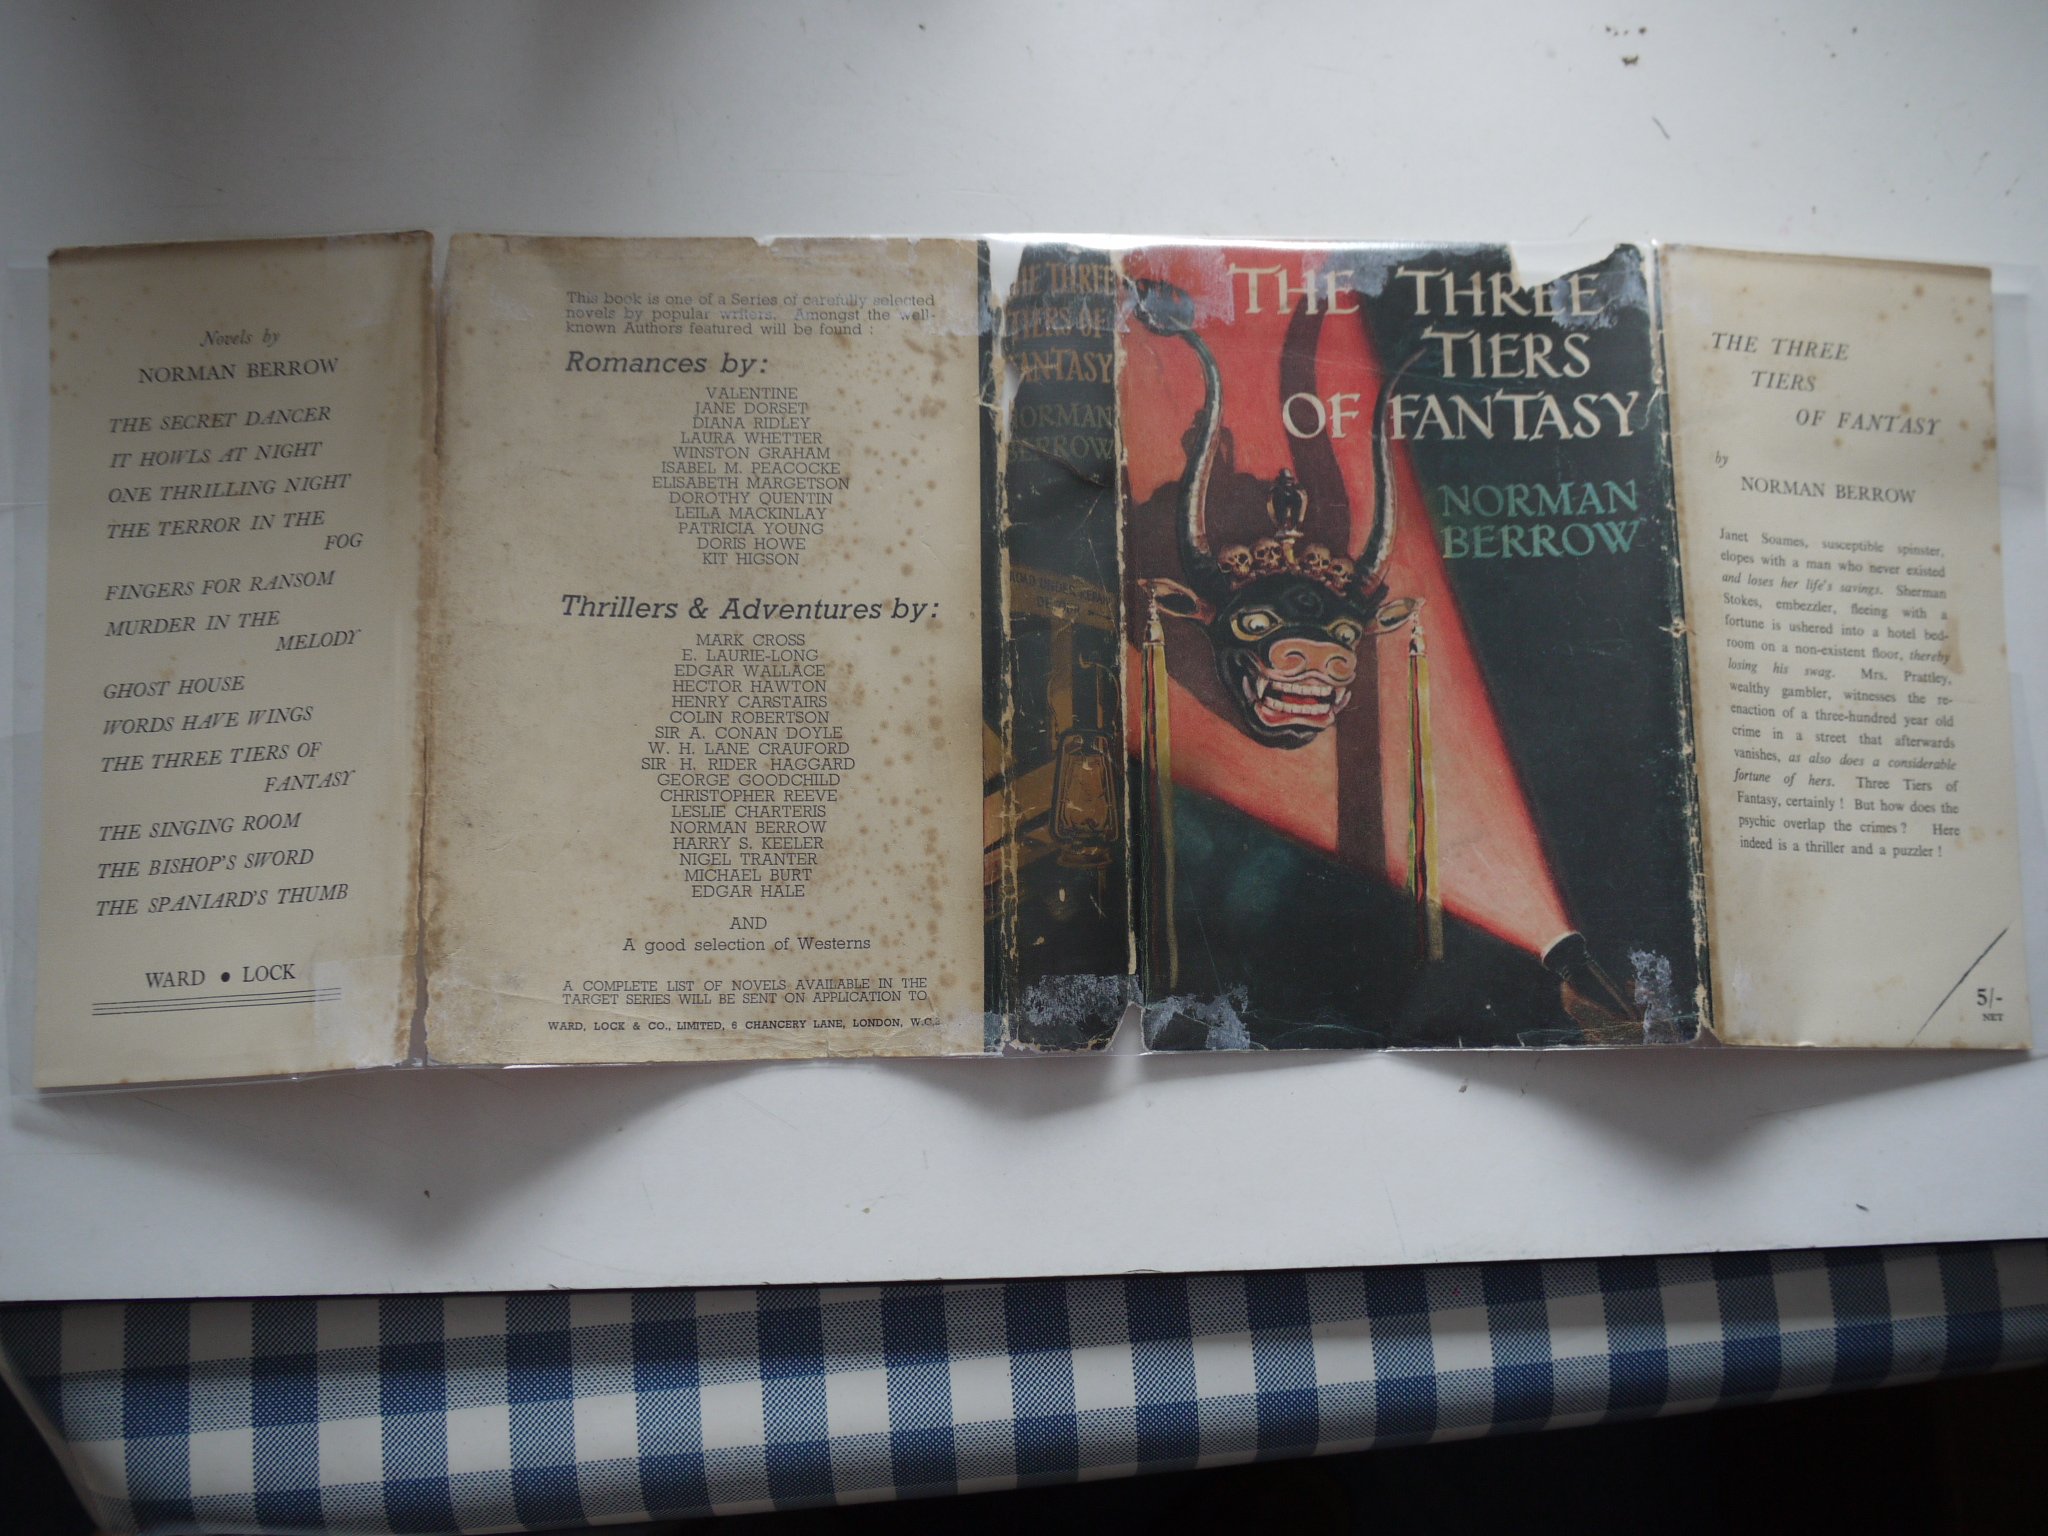 Novels by
NORMAN BERROW
THE SECRET DANCER
IT HOWLS AT NIGHT
ONE THRILLING NIGHT
THE TERROR IN THE
FOG
FINGERS FOR RANSOM
MURDER IN THE
MELODY
GHOST HOUSE
WORDS HAVE WINGS
THE THREE TIERS OF
FANTASY
THE SINGING ROOM
THE BISHOP'S SWORD
THE SPANIARD'S THUMB
WARD • LOCK
This book is one of a Series of carefully selected
novels by popular writers. Amongst the well-
known Authors featured will be found :
Romances by:
VALENTINE
JANE DORSET
DIANA RIDLEY
LAURA WHETTER
WINSTON GRAHAM
ISABEL M. PEACOCKE
ELISABETH MARGETSON
DOROTHY QUENTIN
LEILA MACKINLAY
PATRICIA YOUNG
DORIS HOWE
KIT HIGSON
Thrillers & Adventures by:
MARK CROSS
E. LAURIE-LONG
EDGAR WALLACE
HECTOR HAWTON
HENRY CARSTAIRS
COLIN ROBERTSON
SIR A. CONAN DOYLE
W. H. LANE CRAUFORD
SIR H. RIDER HAGGARD
GEORGE GOODCHILD
CHRISTOPHER REEVE
LESLIE CHARTERIS
NORMAN BERROW
HARRY S. KEELER
NIGEL TRANTER
MICHAEL BURT
EDGAR HALE
AND
A good selection of Westerns
A COMPLETE LIST OF NOVELS AVAILABLE IN THE
TARGET SERIES WILL BE SENT ON APPLICATION TO
WARD, LOCK & CO., LIMITED, 6 CHANCERY LANE, LONDON, W.C.2
THE THREE
TIERS OF
FANTASY
NORMAN
BERROW
ROAD UNDER REPAIR
THE THREE
TIERS
OF FANTASY
NORMAN
BERROW
THE THREE
TIERS
OF FANTASY
by
NORMAN BERROW
Janet Soames, susceptible spinster,
elopes with a man who never existed
and loses her life's savings. Sherman
Stokes, embezzler, fleeing with a
fortune is ushered into a hotel bed-
room on a non-existent floor, thereby
losing his swag. Mrs. Prattley,
wealthy gambler, witnesses the re-
enaction of a three-hundred year old
crime in a street that afterwards
vanishes, as also does a considerable
fortune of hers. Three Tiers of
Fantasy, certainly ! But how does the
psychic overlap the crimes ? Here
indeed is a thriller and a puzzler !
5/-
NET